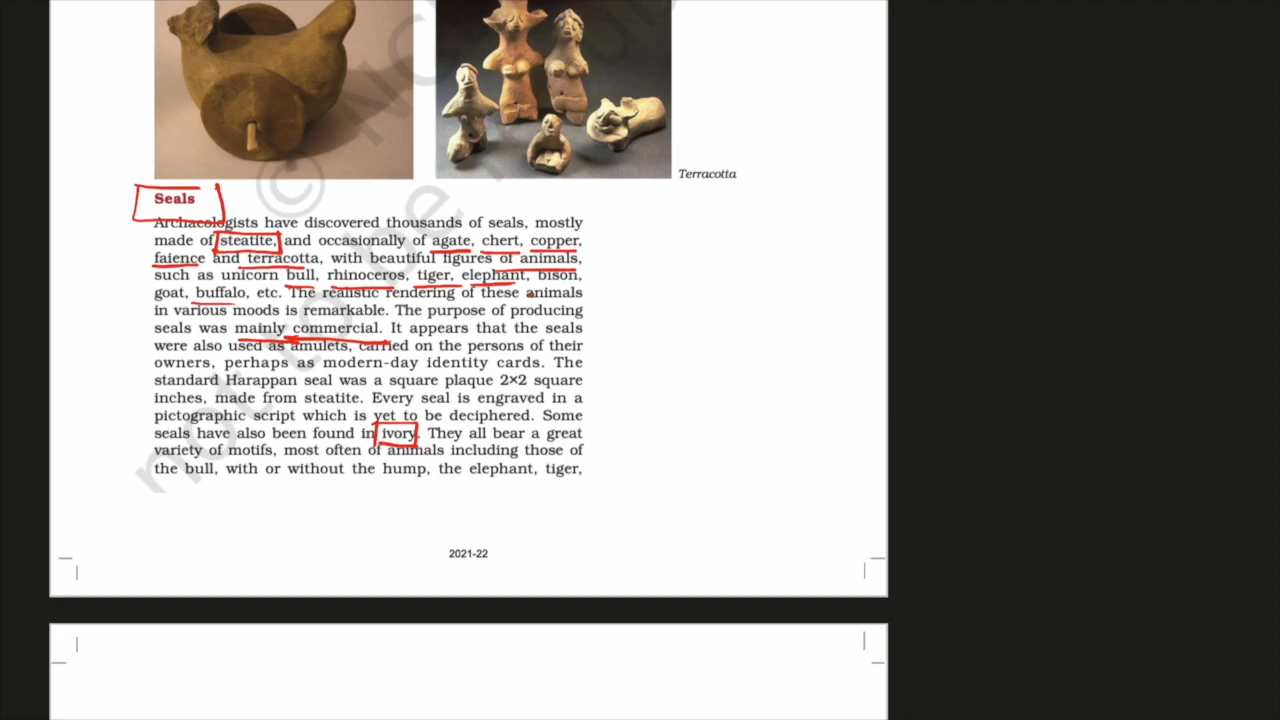 Terracotta
Seals
Archaeologists have discovered thousands of seals, mostly
made of steatite, and occasionally of agate, chert, copper,
faience and terracotta, with beautiful figures of animals,
such as unicorn bull, rhinoceros, tiger, elephant, bison,
goat, buffalo, etc. The realistic rendering of these animals
in various moods is remarkable. The purpose of producing
seals was mainly commercial. It appears that the seals
were also used as amulets, carried on the persons of their
owners, perhaps as modern-day identity cards. The
standard Harappan seal was a square plaque 2×2 square
inches, made from steatite. Every seal is engraved in a
pictographic script which is yet to be deciphered. Some
seals have also been found in ivory. They all bear a great
variety of motifs, most often of animals including those of
the bull, with or without the hump, the elephant, tiger,
2021-22
© NC
not to be